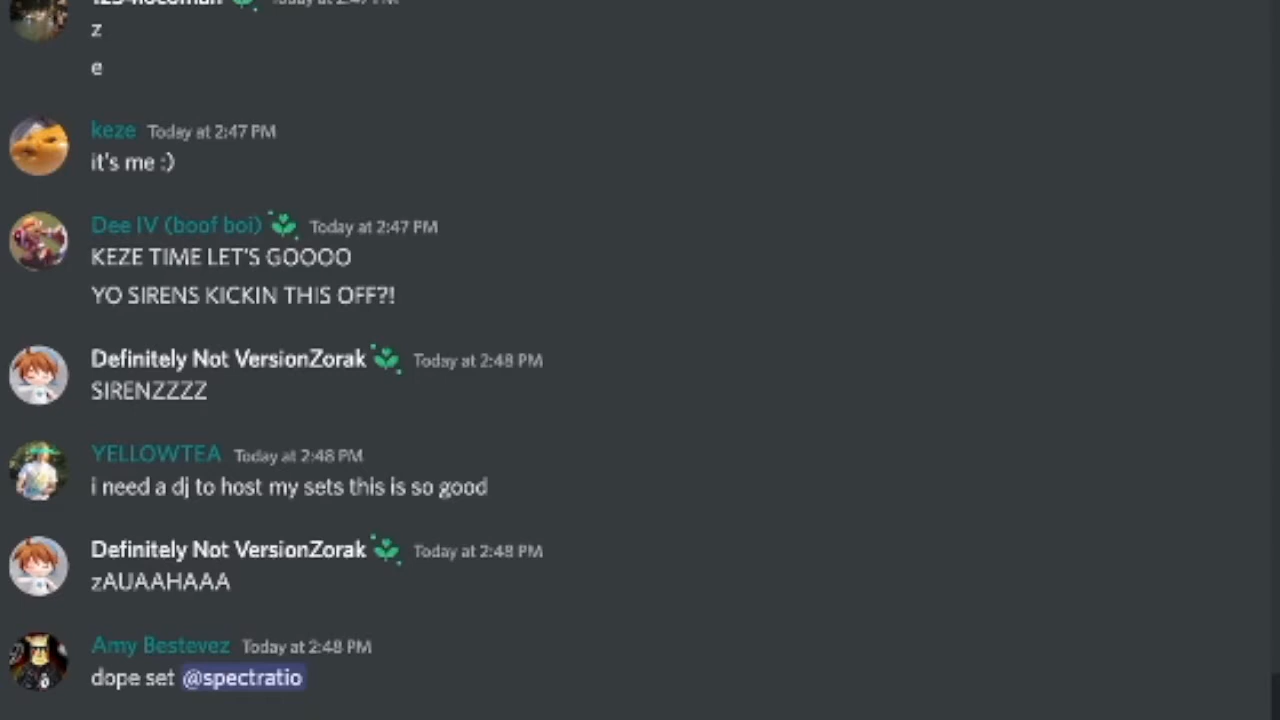 z
e
keze Today at 2:47 PM
it's me :)
Dee IV (boof boi) Today at 2:47 PM
KEZE TIME LET'S GOOOO
YO SIRENS KICKIN THIS OFF?!
Definitely Not VersionZorak Today at 2:48 PM
SIRENZZZZ
YELLOWTEA Today at 2:48 PM
i need a dj to host my sets this is so good
Definitely Not VersionZorak Today at 2:48 PM
zAUAAHAAA
Amy Bestevez Today at 2:48 PM
dope set @spectratio